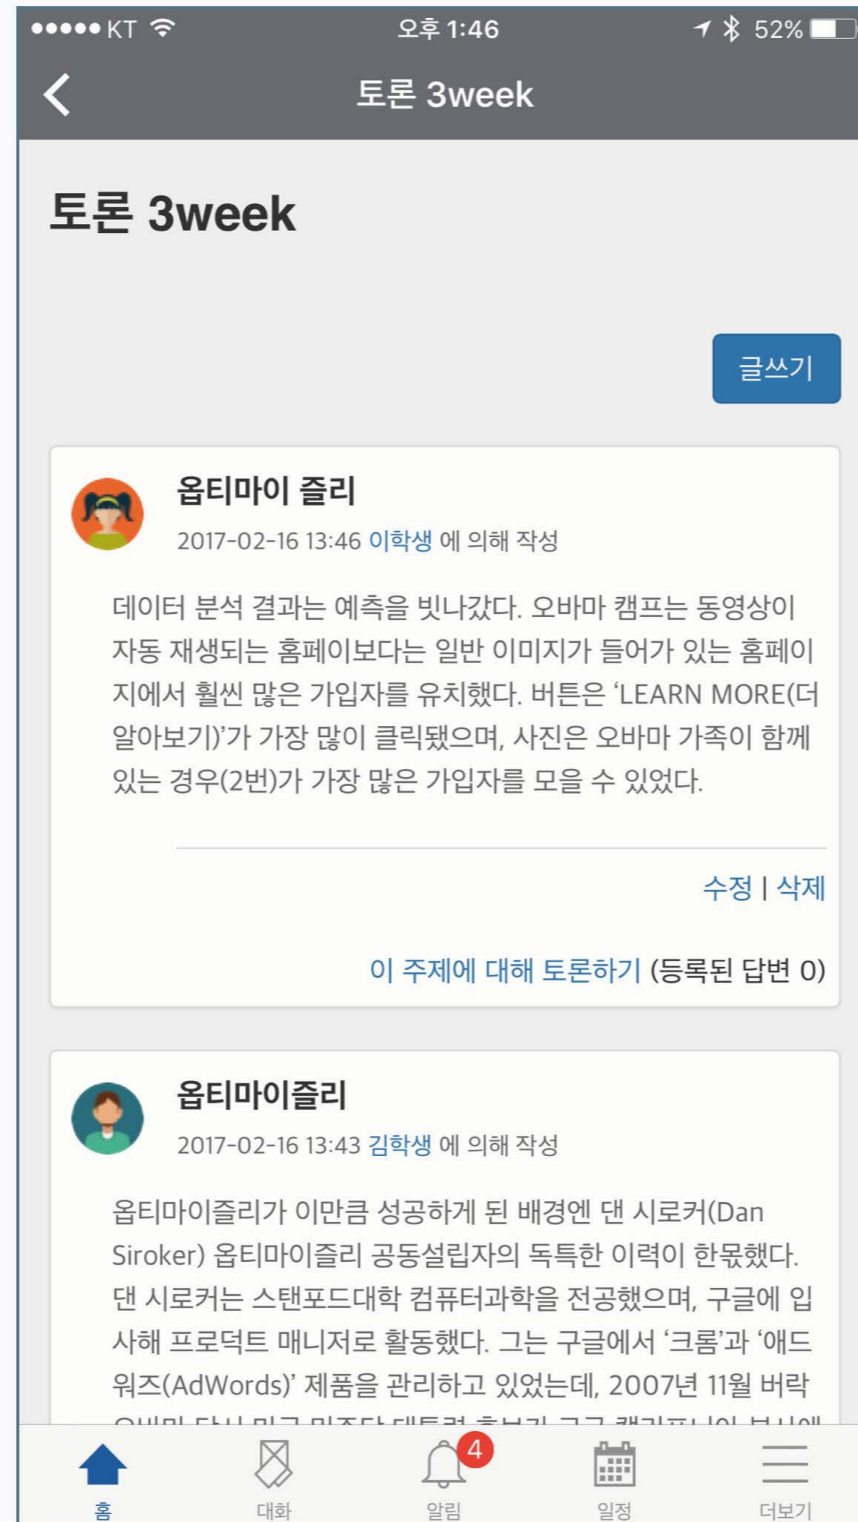 KT 오후 1:46 52%
토론 3week
토론 3week
글쓰기
옵티마이 즐리
2017-02-16 13:46 이학생 에 의해 작성
데이터 분석 결과는 예측을 빗나갔다. 오바마 캠프는 동영상이
자동 재생되는 홈페이보다는 일반 이미지가 들어가 있는 홈페이
지에서 훨씬 많은 가입자를 유치했다. 버튼은 ‘LEARN MORE(더
알아보기)’가 가장 많이 클릭됐으며, 사진은 오바마 가족이 함께
있는 경우(2번)가 가장 많은 가입자를 모을 수 있었다.
수정 | 삭제
이 주제에 대해 토론하기 (등록된 답변 0)
옵티마이즐리
2017-02-16 13:43 김학생 에 의해 작성
옵티마이즐리가 이만큼 성공하게 된 배경엔 댄 시로커(Dan
Siroker) 옵티마이즐리 공동설립자의 독특한 이력이 한몫했다.
댄 시로커는 스탠포드대학 컴퓨터과학을 전공했으며, 구글에 입
사해 프로덕트 매니저로 활동했다. 그는 구글에서 ‘크롬’과 ‘애드
워즈(AdWords)’ 제품을 관리하고 있었는데, 2007년 11월 버락
4
홈 대화 알림 일정 더보기